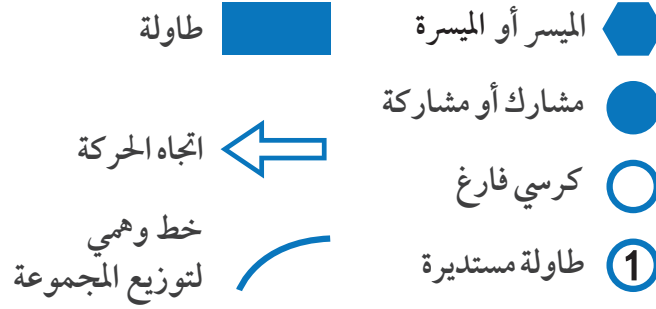 الميسر أو الميسرة
مشارك أو مشاركة
كرسي فارغ
1 طاولة مستديرة
طاولة
اتجاه الحركة
خط وهمي
لتوزيع المجموعة